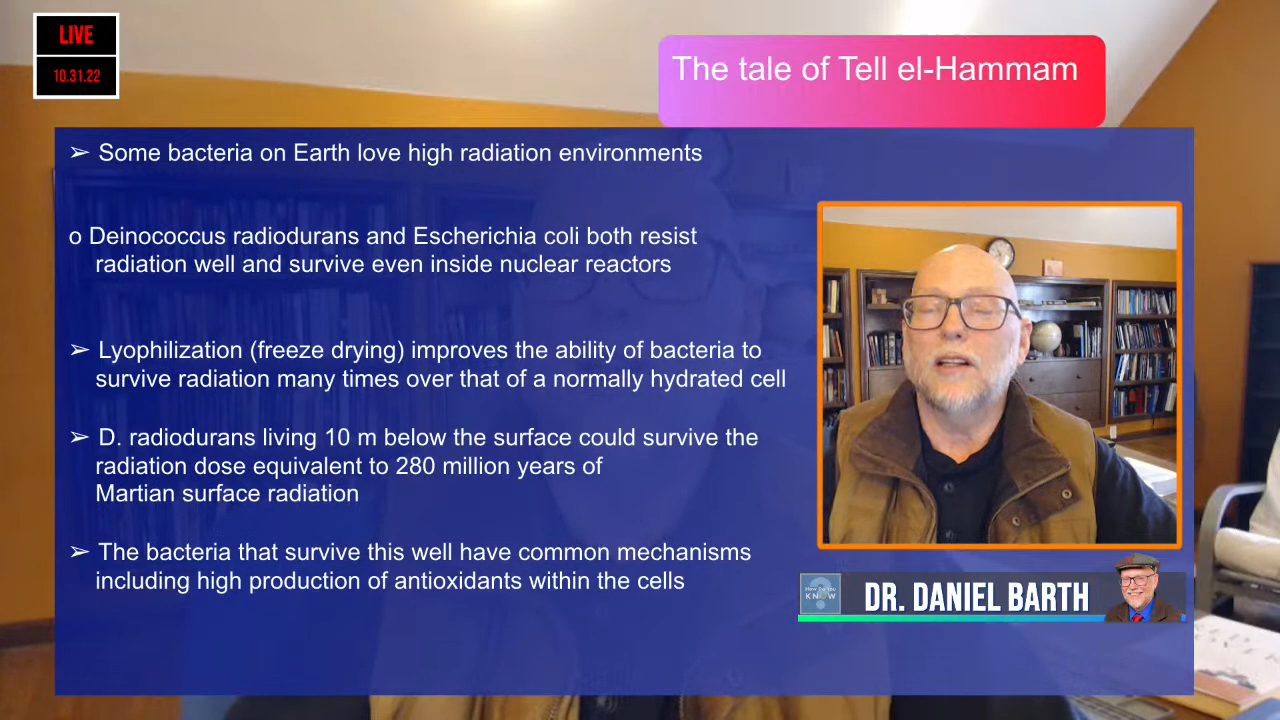 LIVE
10.31.22
The tale of Tell el-Hammam
➢ Some bacteria on Earth love high radiation environments
o Deinococcus radiodurans and Escherichia coli both resist
radiation well and survive even inside nuclear reactors
➢ Lyophilization (freeze drying) improves the ability of bacteria to
survive radiation many times over that of a normally hydrated cell
➢ D. radiodurans living 10 m below the surface could survive the
radiation dose equivalent to 280 million years of
Martian surface radiation
➢ The bacteria that survive this well have common mechanisms
including high production of antioxidants within the cells
How Do You
KNOW
DR. DANIEL BARTH